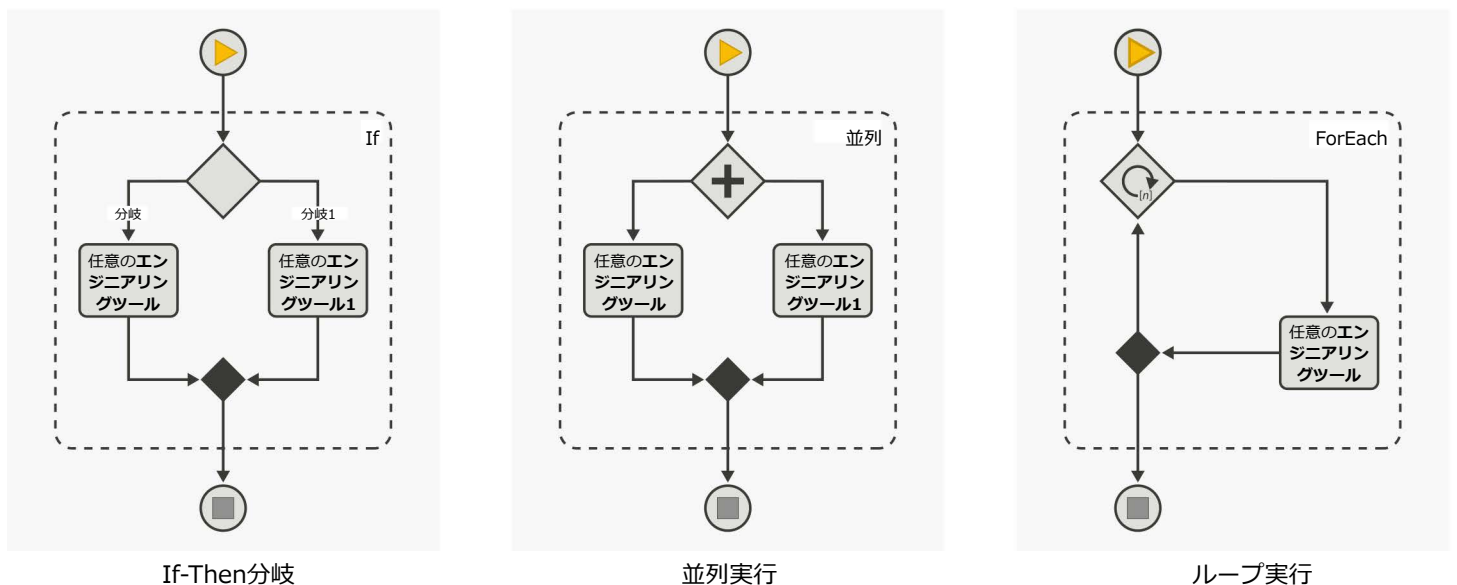 If
分岐
分岐1
任意のエン
ジニアリン
グツール
任意のエン
ジニアリン
グツール1
If-Then分岐
並列
任意のエン
ジニアリン
グツール
任意のエン
ジニアリン
グツール1
並列実行
ForEach
[n]
任意のエン
ジニアリン
グツール
ループ実行